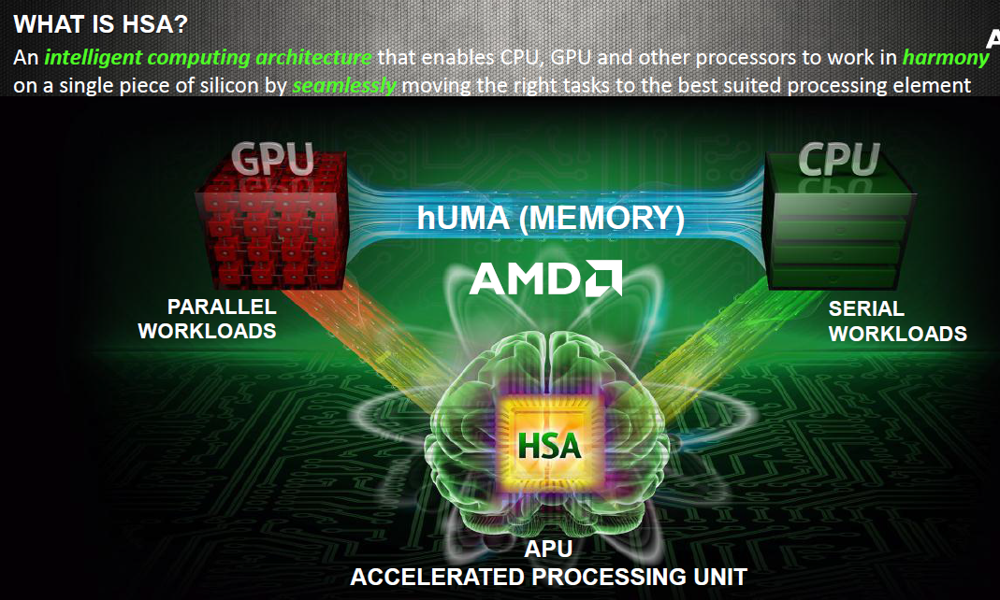 WHAT IS HSA?
An intelligent computing architecture that enables CPU, GPU and other processors to work in harmony
on a single piece of silicon by seamlessly moving the right tasks to the best suited processing element
GPU
CPU
hUMA (MEMORY)
AMD
PARALLEL
WORKLOADS
SERIAL
WORKLOADS
HSA
APU
ACCELERATED PROCESSING UNIT